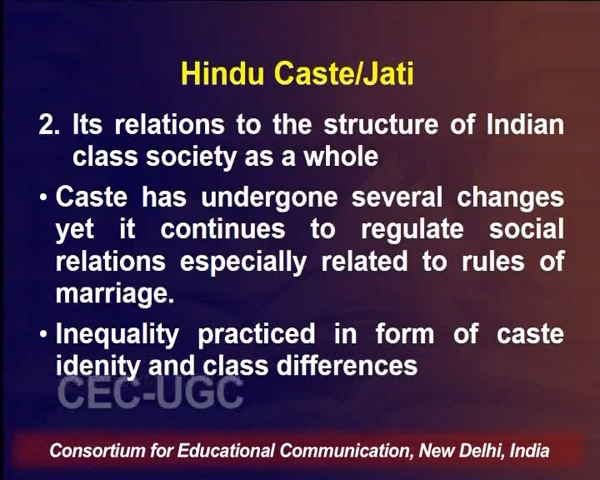 Hindu Caste/Jati
2. Its relations to the structure of Indian
class society as a whole
• Caste has undergone several changes
yet it continues to regulate social
relations especially related to rules of
marriage.
• Inequality practiced in form of caste
idenity and class differences
CEC-UGC
Consortium for Educational Communication, New Delhi, India